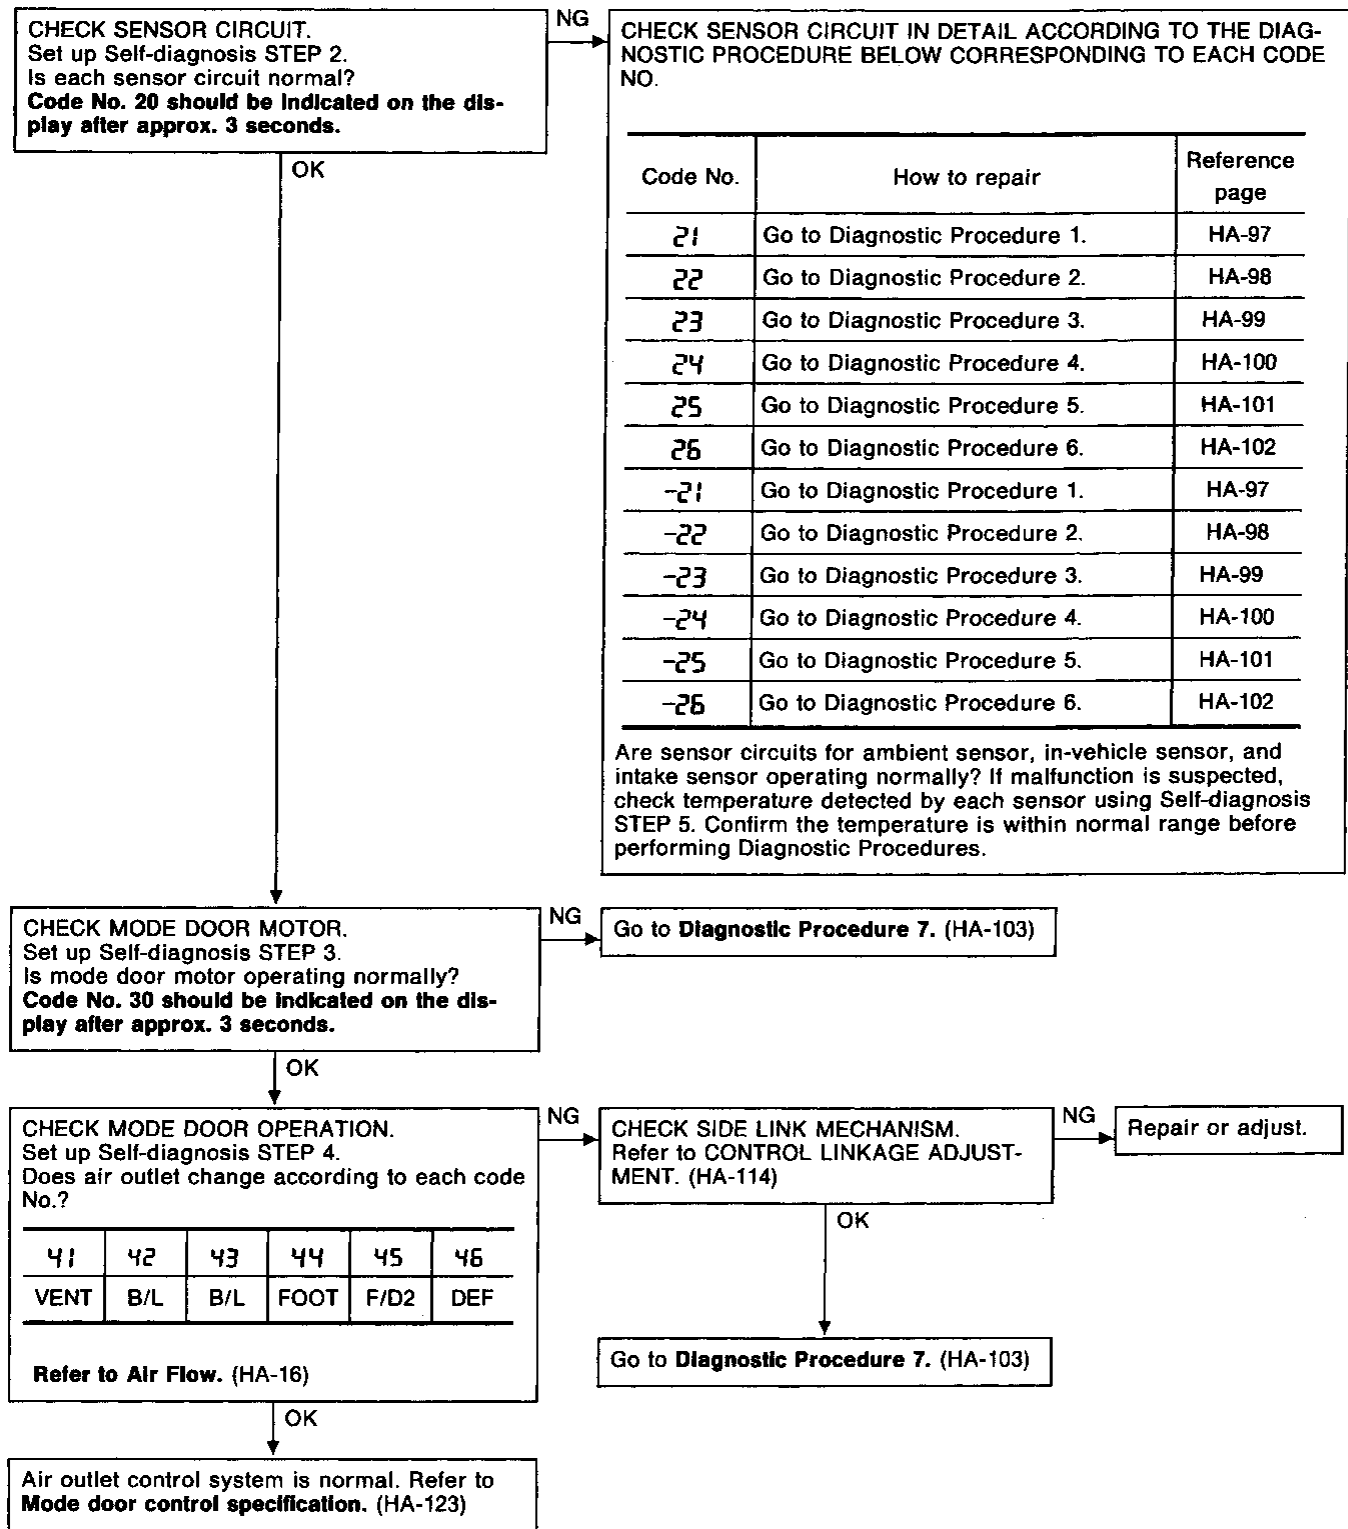 CHECK SENSOR CIRCUIT.
Set up Self-diagnosis STEP 2.
Is each sensor circuit normal?
Code No. 20 should be indicated on the dis-
play after approx. 3 seconds.
NG
OK
CHECK SENSOR CIRCUIT IN DETAIL ACCORDING TO THE DIAG-
NOSTIC PROCEDURE BELOW CORRESPONDING TO EACH CODE
NO.
Code No. How to repair Reference
page
21 Go to Diagnostic Procedure 1. HA-97
22 Go to Diagnostic Procedure 2. HA-98
23 Go to Diagnostic Procedure 3. HA-99
24 Go to Diagnostic Procedure 4. HA-100
25 Go to Diagnostic Procedure 5. HA-101
26 Go to Diagnostic Procedure 6. HA-102
-21 Go to Diagnostic Procedure 1. HA-97
-22 Go to Diagnostic Procedure 2. HA-98
-23 Go to Diagnostic Procedure 3. HA-99
-24 Go to Diagnostic Procedure 4. HA-100
-25 Go to Diagnostic Procedure 5. HA-101
-26 Go to Diagnostic Procedure 6. HA-102
Are sensor circuits for ambient sensor, in-vehicle sensor, and
intake sensor operating normally? If malfunction is suspected,
check temperature detected by each sensor using Self-diagnosis
STEP 5. Confirm the temperature is within normal range before
performing Diagnostic Procedures.
CHECK MODE DOOR MOTOR.
Set up Self-diagnosis STEP 3.
Is mode door motor operating normally?
Code No. 30 should be indicated on the dis-
play after approx. 3 seconds.
NG
Go to Diagnostic Procedure 7. (HA-103)
OK
CHECK MODE DOOR OPERATION.
Set up Self-diagnosis STEP 4.
Does air outlet change according to each code
No.?
41 42 43 44 45 46
VENT B/L B/L FOOT F/D2 DEF
Refer to Air Flow. (HA-16)
NG
CHECK SIDE LINK MECHANISM.
Refer to CONTROL LINKAGE ADJUST-
MENT. (HA-114)
NG
Repair or adjust.
OK
Go to Diagnostic Procedure 7. (HA-103)
OK
Air outlet control system is normal. Refer to
Mode door control specification. (HA-123)